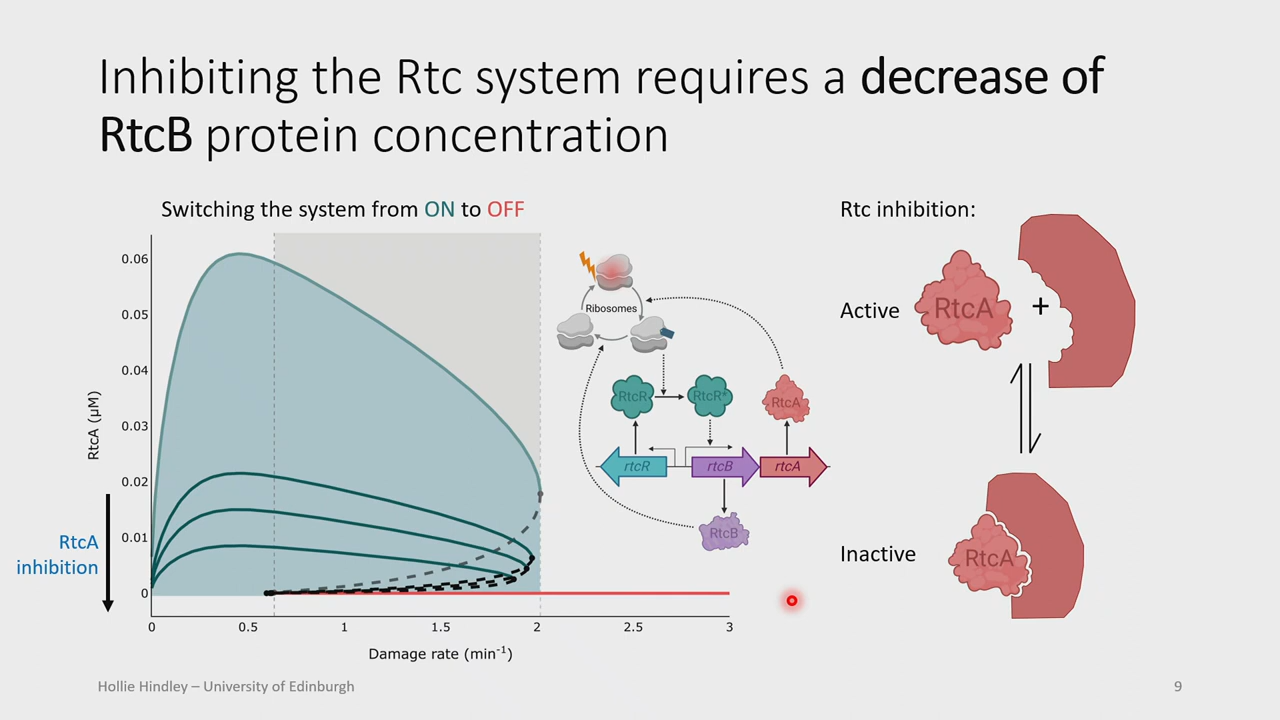 Inhibiting the Rtc system requires a decrease of
RtcB protein concentration
Switching the system from ON to OFF
RtcA (μM)
0.06
0.05
0.04
0.03
0.02
0.01
0
0
0.5
1
1.5
2
2.5
3
Damage rate (min⁻¹)
RtcA
inhibition
Ribosomes
RtcR
RtcR*
RtcA
rtcR
rtcB
rtcA
RtcB
Rtc inhibition:
Active
RtcA
+
Inactive
RtcA
Hollie Hindley – University of Edinburgh
9